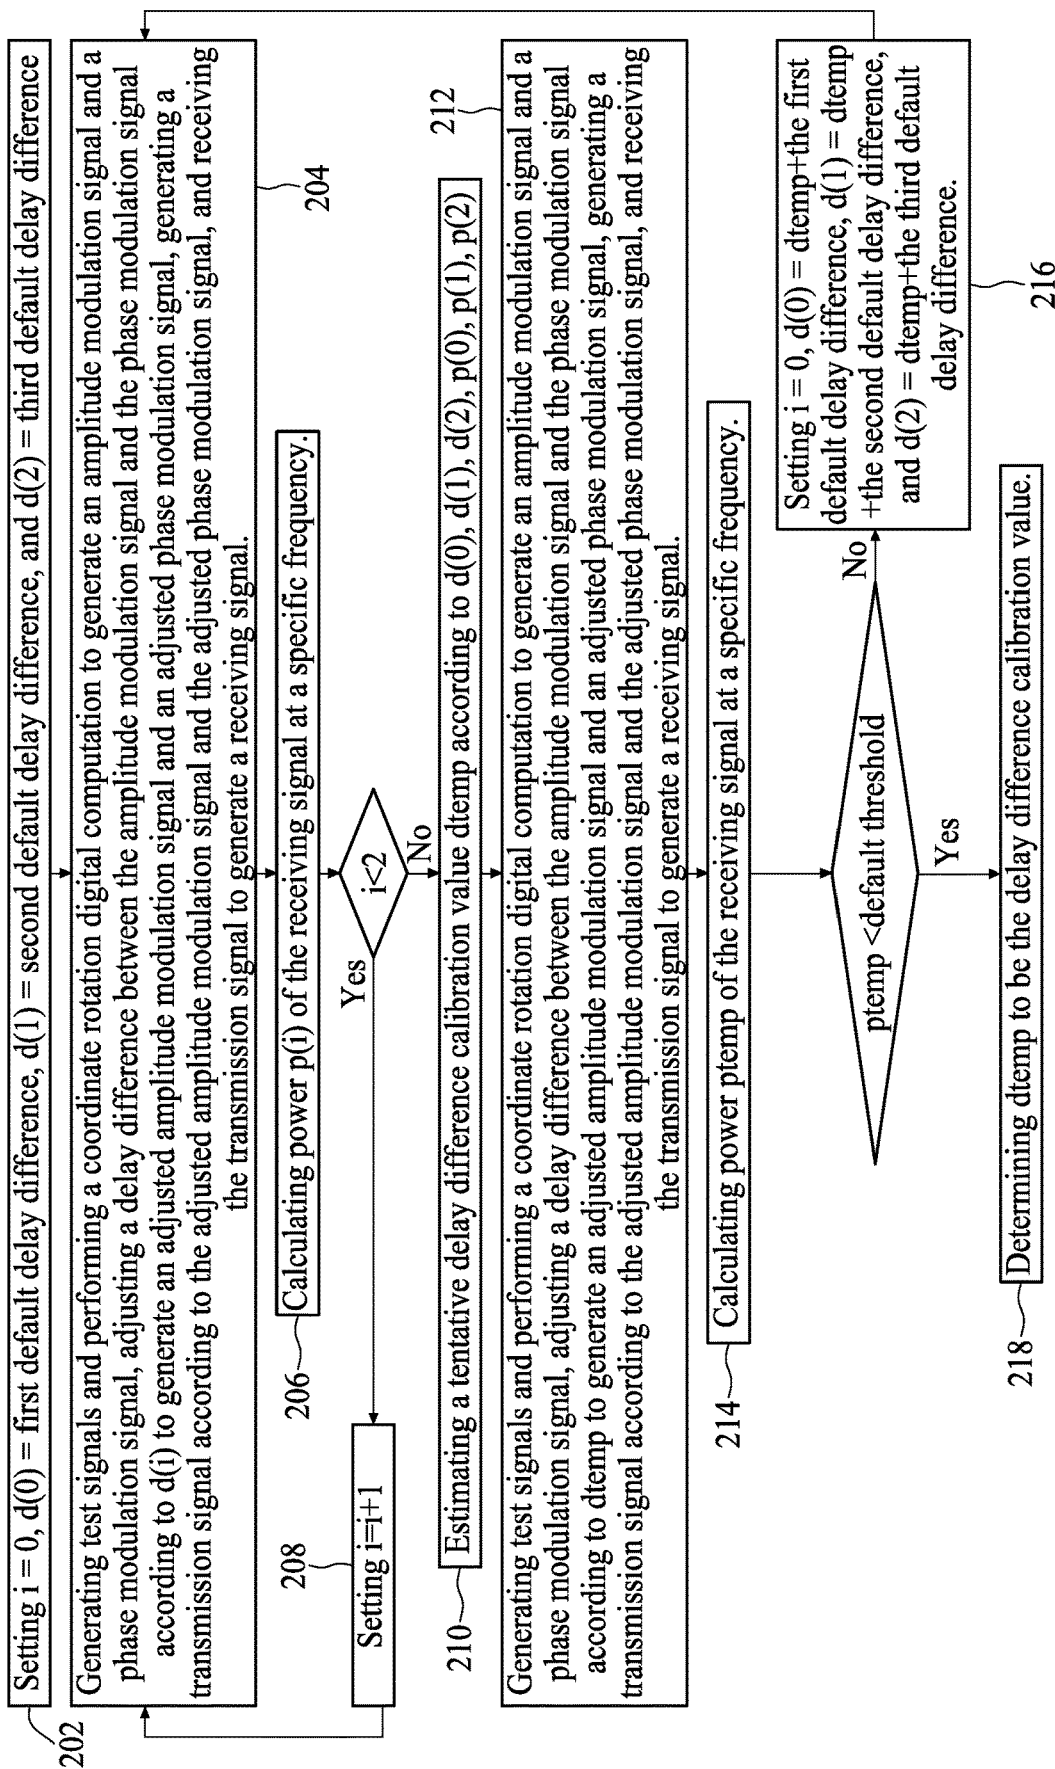 Setting i = 0, d(0) = first default delay difference, d(1) = second default delay difference, and d(2) = third default delay difference
202
Generating test signals and performing a coordinate rotation digital computation to generate an amplitude modulation signal and a
phase modulation signal, adjusting a delay difference between the amplitude modulation signal and the phase modulation signal
according to d(i) to generate an adjusted amplitude modulation signal and an adjusted phase modulation signal, generating a
transmission signal according to the adjusted amplitude modulation signal and the adjusted phase modulation signal, and receiving
the transmission signal to generate a receiving signal.
204
Calculating power p(i) of the receiving signal at a specific frequency.
206
i<2
Yes
No
Setting i=i+1
208
Estimating a tentative delay difference calibration value dtemp according to d(0), d(1), d(2), p(0), p(1), p(2)
210
Generating test signals and performing a coordinate rotation digital computation to generate an amplitude modulation signal and a
phase modulation signal, adjusting a delay difference between the amplitude modulation signal and the phase modulation signal
according to dtemp to generate an adjusted amplitude modulation signal and an adjusted phase modulation signal, generating a
transmission signal according to the adjusted amplitude modulation signal and the adjusted phase modulation signal, and receiving
the transmission signal to generate a receiving signal.
212
Calculating power ptemp of the receiving signal at a specific frequency.
214
ptemp <default threshold
No
Yes
Setting i = 0, d(0) = dtemp+the first
default delay difference, d(1) = dtemp
+the second default delay difference,
and d(2) = dtemp+the third default
delay difference.
216
Determining dtemp to be the delay difference calibration value.
218